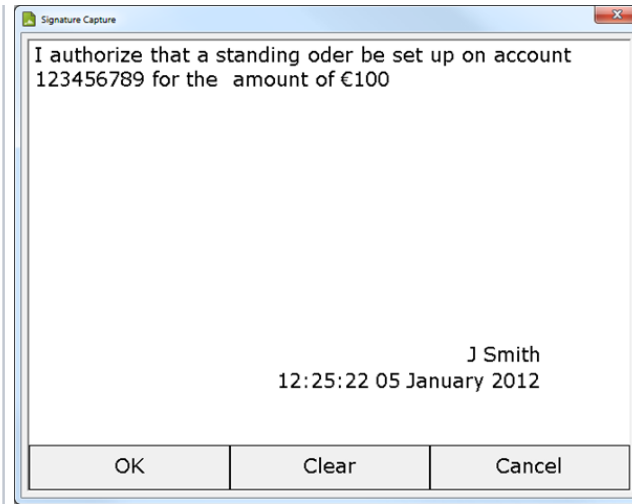 Signature Capture
I authorize that a standing oder be set up on account
123456789 for the  amount of €100
J Smith
12:25:22 05 January 2012
OK Clear Cancel